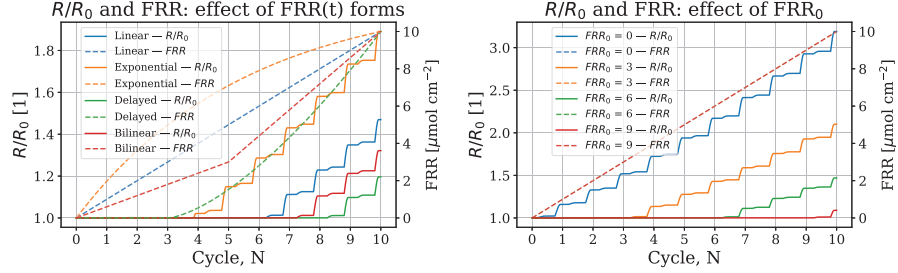 R/R₀ and FRR: effect of FRR(t) forms
R/R₀ [1]
1.8
1.6
1.4
1.2
1.0
Linear — R/R₀
Linear — FRR
Exponential — R/R₀
Exponential — FRR
Delayed — R/R₀
Delayed — FRR
Bilinear — R/R₀
Bilinear — FRR
10
8
6
4
2
0
FRR [μmol cm⁻²]
0 1 2 3 4 5 6 7 8 9 10
Cycle, N
R/R₀ and FRR: effect of FRR₀
R/R₀ [1]
3.0
2.5
2.0
1.5
1.0
FRR₀ = 0 — R/R₀
FRR₀ = 0 — FRR
FRR₀ = 3 — R/R₀
FRR₀ = 3 — FRR
FRR₀ = 6 — R/R₀
FRR₀ = 6 — FRR
FRR₀ = 9 — R/R₀
FRR₀ = 9 — FRR
10
8
6
4
2
0
FRR [μmol cm⁻²]
0 1 2 3 4 5 6 7 8 9 10
Cycle, N